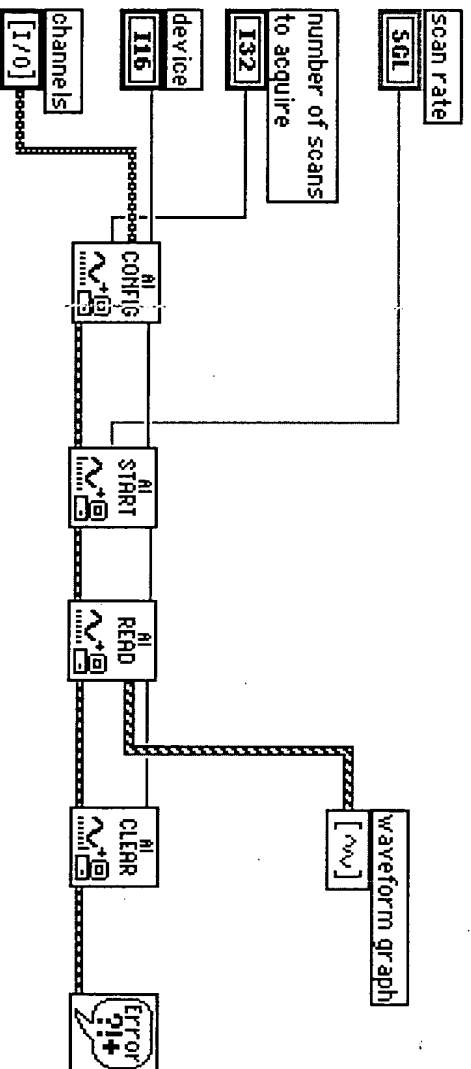 scan rate
SGL
number of scans
to acquire
I32
device
I16
channels
[I/O]
AI
CONFIG
AI
START
AI
READ
AI
CLEAR
waveform graph
Error
?!+